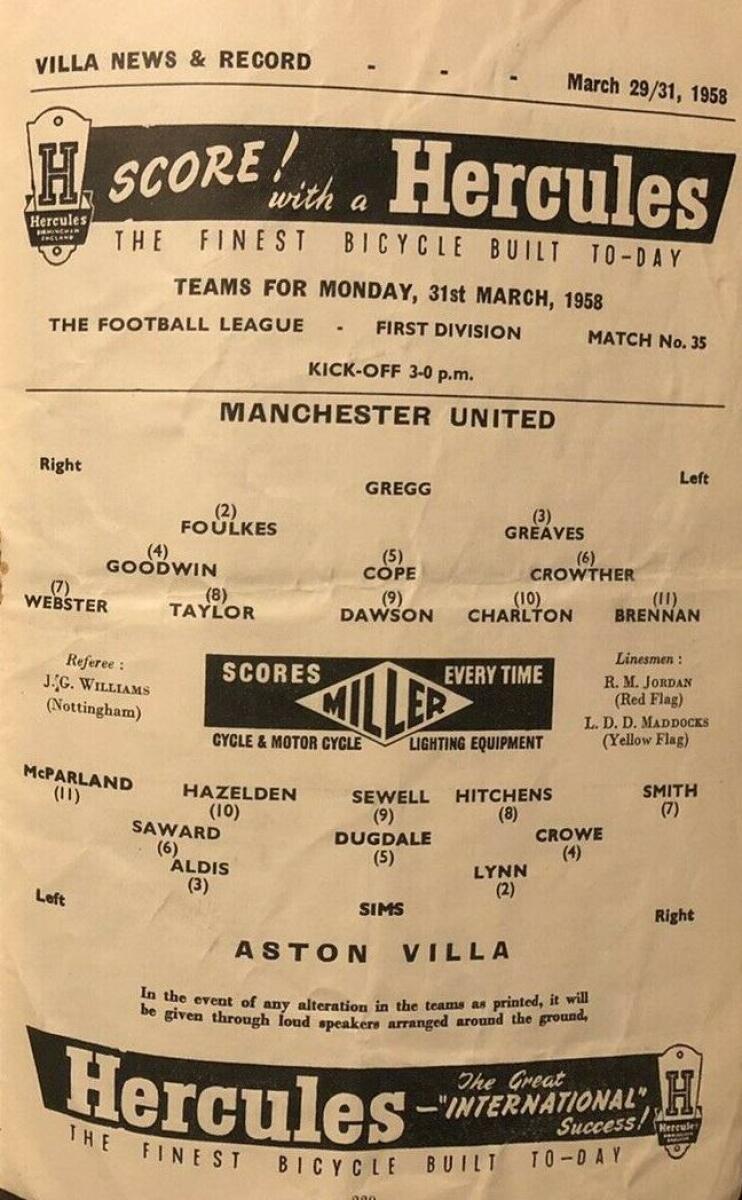 VILLA NEWS & RECORD - - - March 29/31, 1958
H
Hercules
BIRMINGHAM
ENGLAND
SCORE! with a Hercules
THE FINEST BICYCLE BUILT TO-DAY
TEAMS FOR MONDAY, 31st MARCH, 1958
THE FOOTBALL LEAGUE - FIRST DIVISION MATCH No. 35
KICK-OFF 3-0 p.m.
MANCHESTER UNITED
Right Left
GREGG
(2) (3)
FOULKES GREAVES
(4) (5) (6)
GOODWIN COPE CROWTHER
(7) (8) (9) (10) (11)
WEBSTER TAYLOR DAWSON CHARLTON BRENNAN
Referee :
J. G. WILLIAMS
(Nottingham)
SCORES MILLER EVERY TIME
CYCLE & MOTOR CYCLE LIGHTING EQUIPMENT
Linesmen :
R. M. JORDAN
(Red Flag)
L. D. D. MADDOCKS
(Yellow Flag)
McPARLAND HAZELDEN SEWELL HITCHENS SMITH
(11) (10) (9) (8) (7)
SAWARD DUGDALE CROWE
(6) (5) (4)
ALDIS LYNN
(3) (2)
Left SIMS Right
ASTON VILLA
In the event of any alteration in the teams as printed, it will
be given through loud speakers arranged around the ground,
Hercules - The Great
"INTERNATIONAL"
Success!
H
Hercules
THE FINEST BICYCLE BUILT TO-DAY